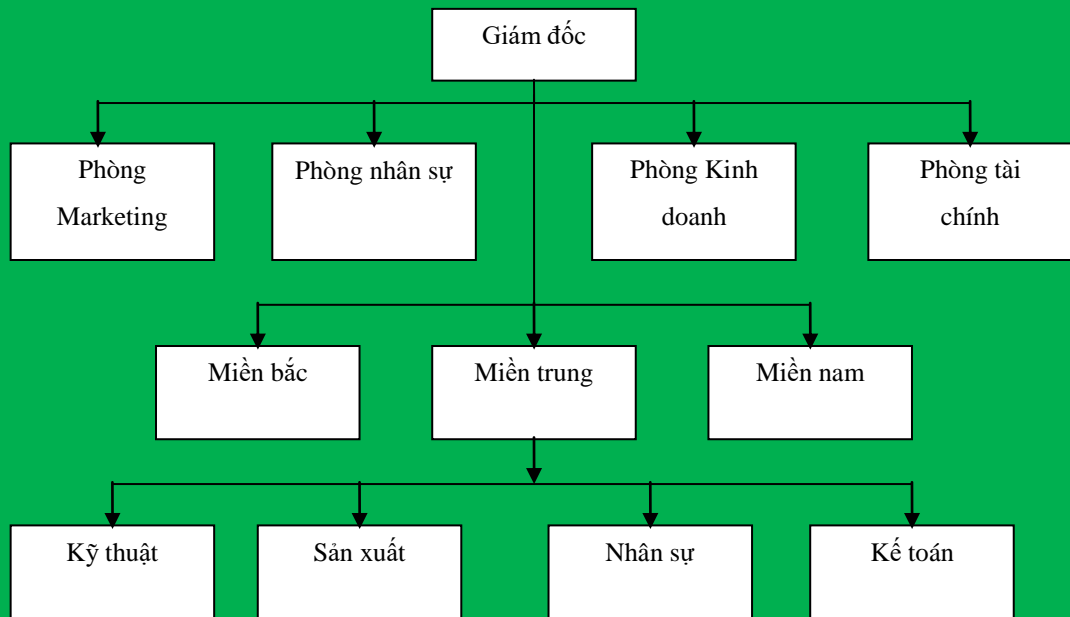 Giám đốc
Phòng
Marketing
Phòng nhân sự
Phòng Kinh
doanh
Phòng tài
chính
Miền bắc
Miền trung
Miền nam
Kỹ thuật
Sản xuất
Nhân sự
Kế toán